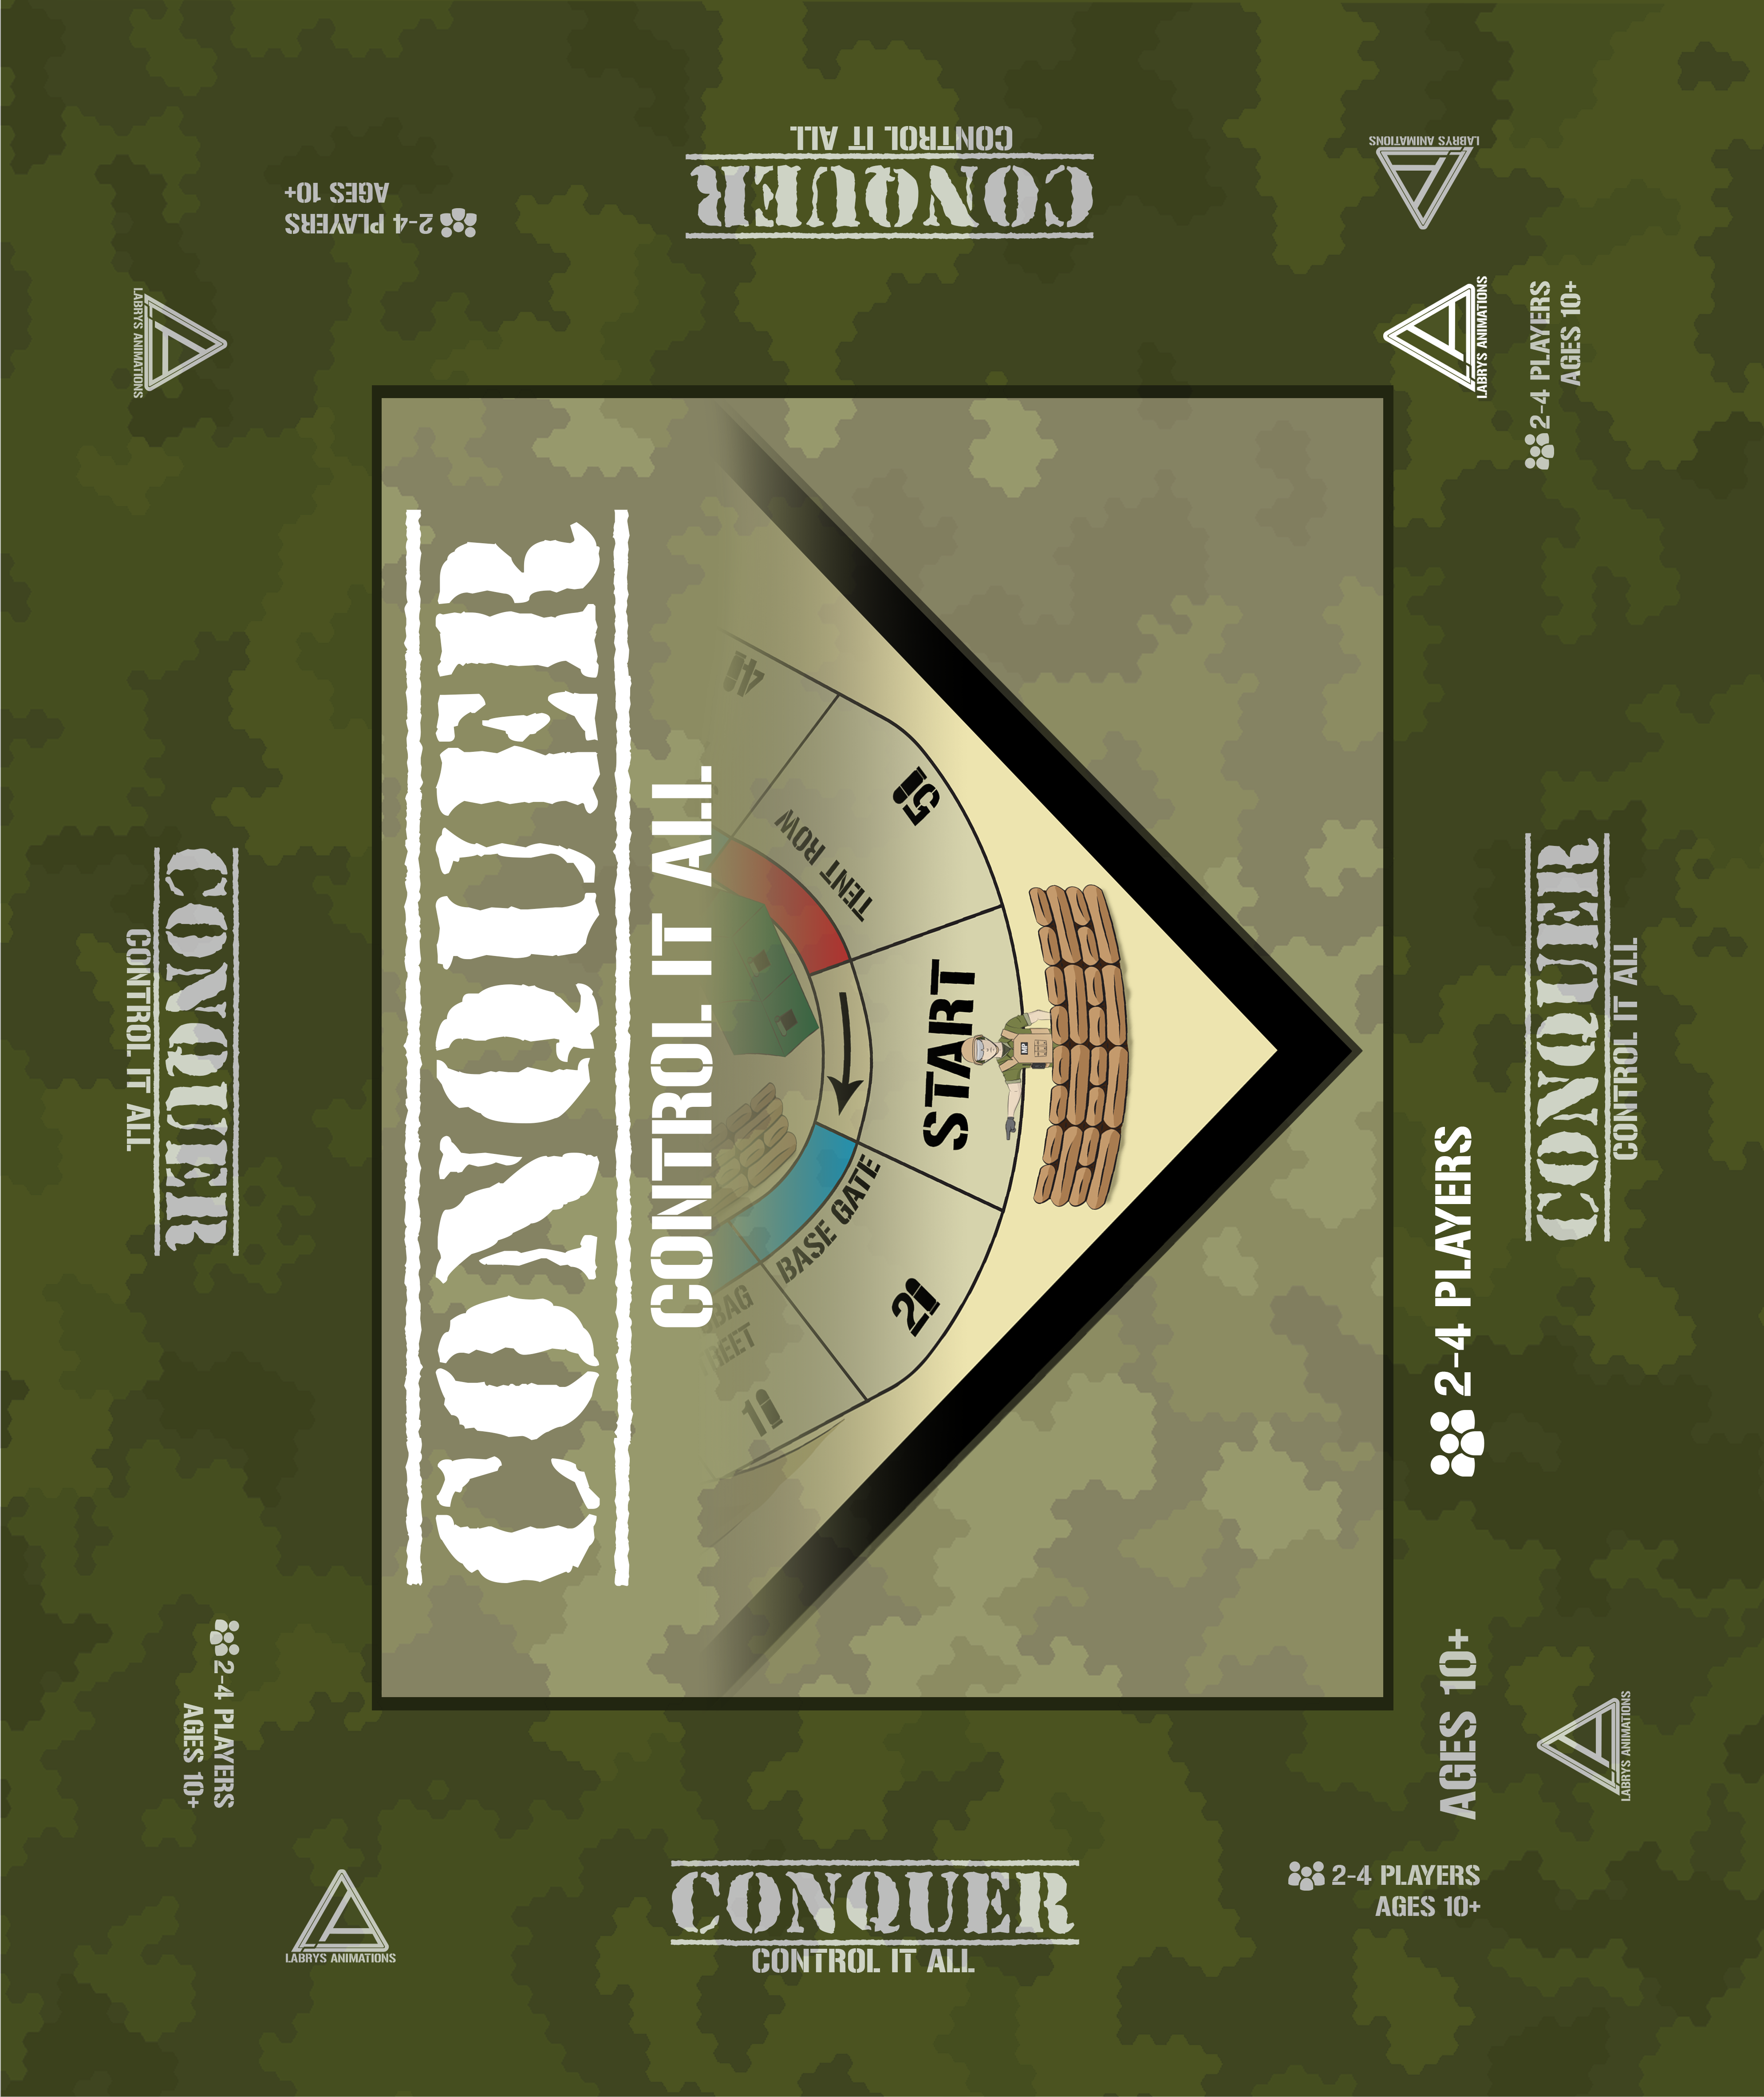 CONTROL IT ALL
CONQUER
2-4 PLAYERS
AGES 10+
LABRYS ANIMATIONS
LABRYS ANIMATIONS
LABRYS ANIMATIONS
2-4 PLAYERS
AGES 10+
CONQUER
CONTROL IT ALL
4
5
TENT ROW
START
MP
BASE GATE
2
1
CONQUER
CONTROL IT ALL
CONQUER
CONTROL IT ALL
2-4 PLAYERS
AGES 10+
2-4 PLAYERS
AGES 10+
LABRYS ANIMATIONS
LABRYS ANIMATIONS
CONQUER
CONTROL IT ALL
2-4 PLAYERS
AGES 10+